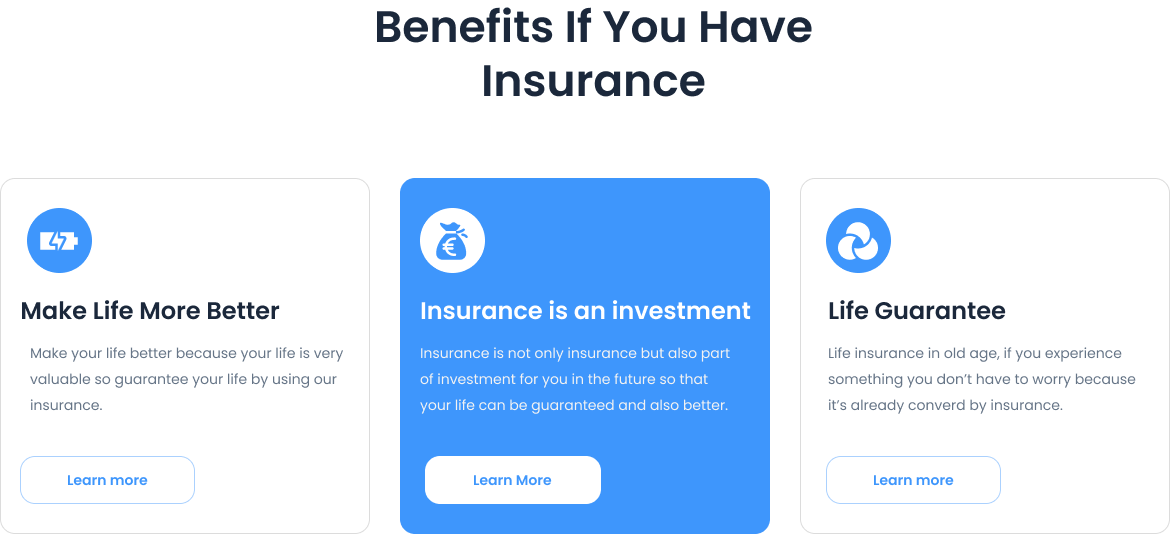 Benefits If You Have
Insurance
Make Life More Better
Make your life better because your life is very
valuable so guarantee your life by using our
insurance.
Learn more
Insurance is an investment
Insurance is not only insurance but also part
of investment for you in the future so that
your life can be guaranteed and also better.
Learn More
Life Guarantee
Life insurance in old age, if you experience
something you don’t have to worry because
it’s already converd by insurance.
Learn more